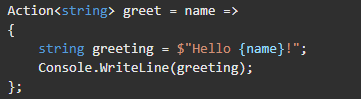 Action<string> greet = name =>
{
    string greeting = $"Hello {name}!";
    Console.WriteLine(greeting);
};